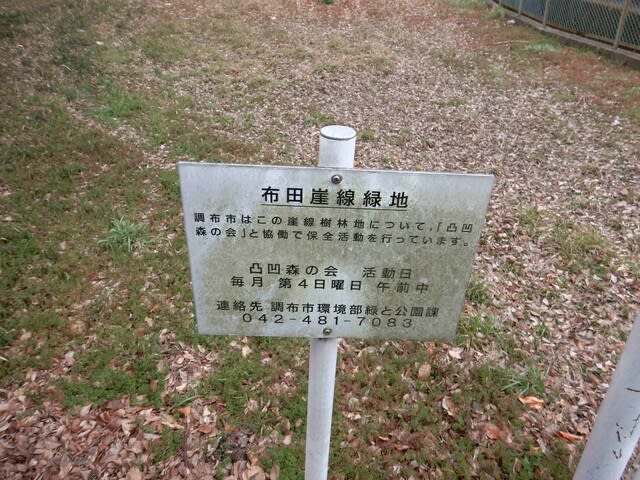 布田崖線緑地
調布市はこの崖線樹林地について､｢凸凹
森の会｣と協働で保全活動を行っています。
凸凹森の会 活動日
毎月 第4日曜日 午前中
連絡先 調布市環境部緑と公園課
042-481-7083